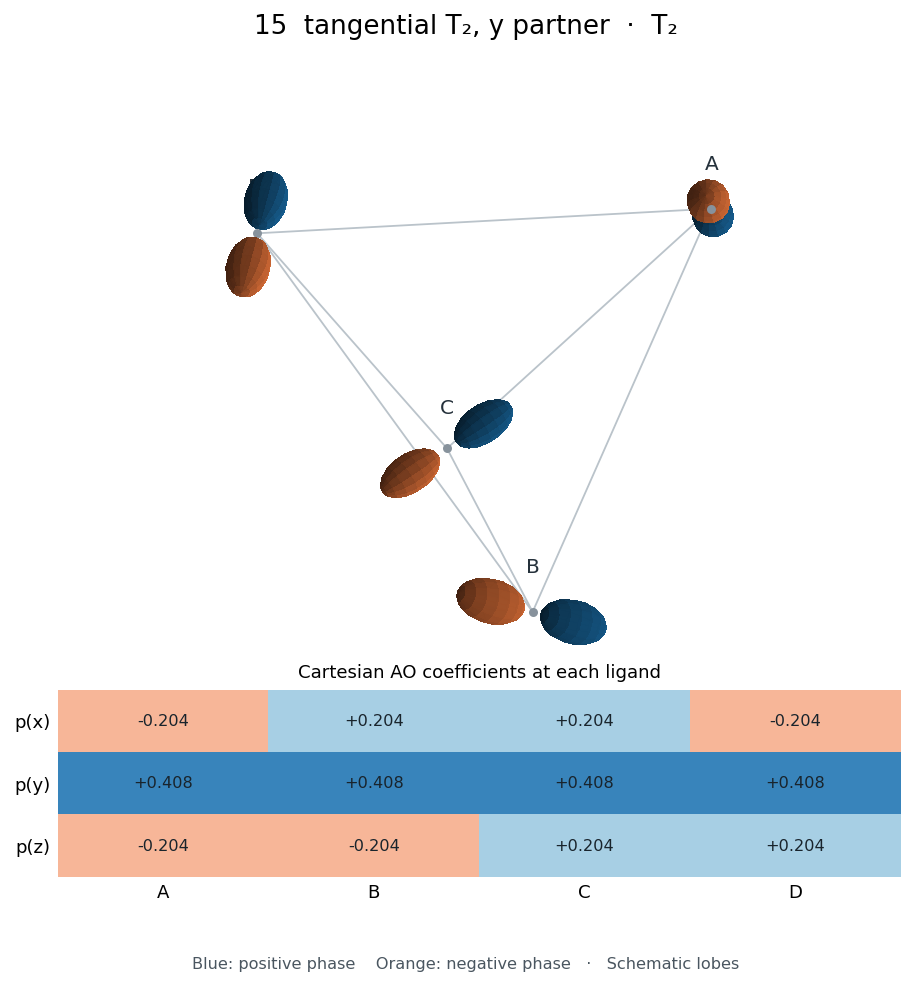 15  tangential T₂, y partner  ·  T₂
A
C
B
Cartesian AO coefficients at each ligand
p(x) -0.204 +0.204 +0.204 -0.204
p(y) +0.408 +0.408 +0.408 +0.408
p(z) -0.204 -0.204 +0.204 +0.204
A B C D
Blue: positive phase    Orange: negative phase   ·   Schematic lobes